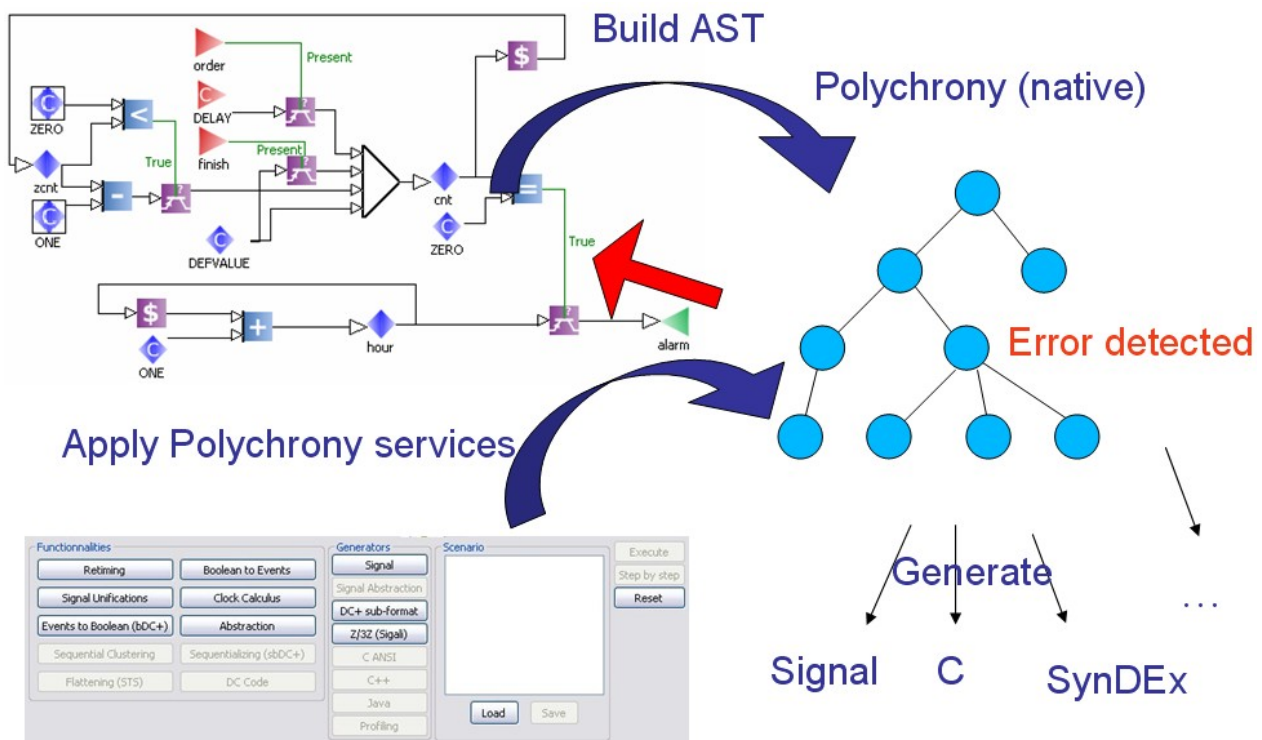 Build AST
Polychrony (native)
$
order
Present
C
DELAY
?
C
ZERO
<
True
finish
Present
?
zcnt
-
?
C
ONE
C
DEFVALUE
cnt
=
C
ZERO
True
$
+
C
ONE
hour
?
alarm
Error detected
Apply Polychrony services
Functionnalities
Retiming
Boolean to Events
Signal Unifications
Clock Calculus
Events to Boolean (bDC+)
Abstraction
Sequential Clustering
Sequentializing (sbDC+)
Flattening (STS)
DC Code
Generators
Signal
Signal Abstraction
DC+ sub-format
Z/3Z (Sigali)
C ANSI
C++
Java
Profiling
Scenario
Load
Save
Execute
Step by step
Reset
Generate
...
Signal
C
SynDEx